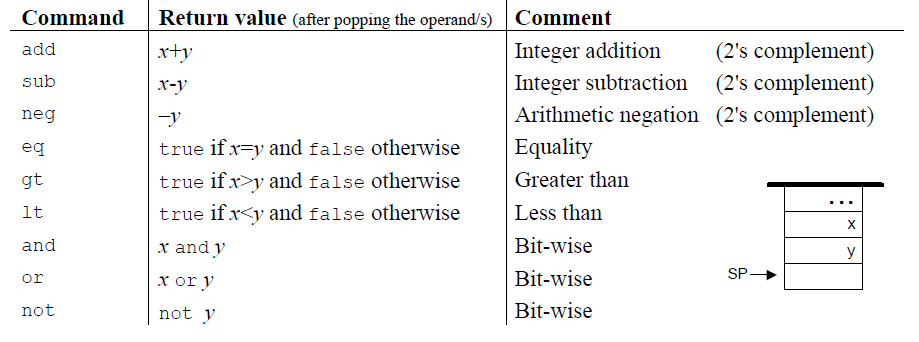 Command Return value (after popping the operand/s) Comment
add x+y Integer addition (2's complement)
sub x-y Integer subtraction (2's complement)
neg –y Arithmetic negation (2's complement)
eq true if x=y and false otherwise Equality
gt true if x>y and false otherwise Greater than
lt true if x<y and false otherwise Less than
and x and y Bit-wise
or x or y Bit-wise
not not y Bit-wise
...
x
y
SP